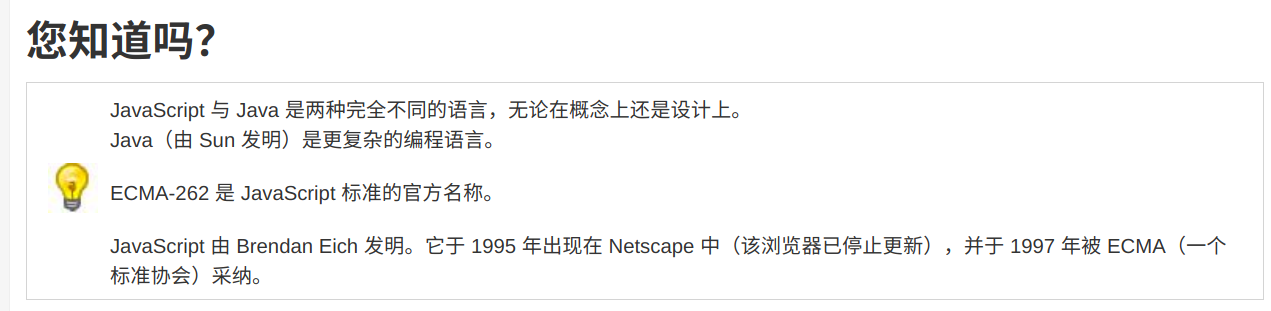 您知道吗？
JavaScript 与 Java 是两种完全不同的语言，无论在概念上还是设计上。
Java（由 Sun 发明）是更复杂的编程语言。
ECMA-262 是 JavaScript 标准的官方名称。
JavaScript 由 Brendan Eich 发明。它于 1995 年出现在 Netscape 中（该浏览器已停止更新），并于 1997 年被 ECMA（一个
标准协会）采纳。